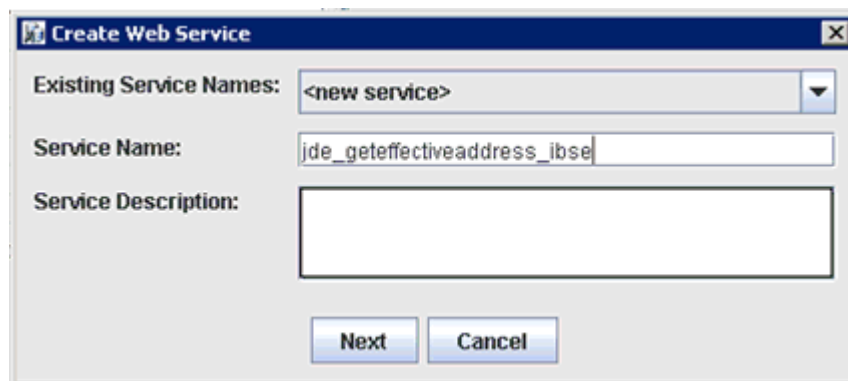 Create Web Service
Existing Service Names: <new service>
Service Name: jde_geteffectiveaddress_ibse
Service Description:
Next Cancel